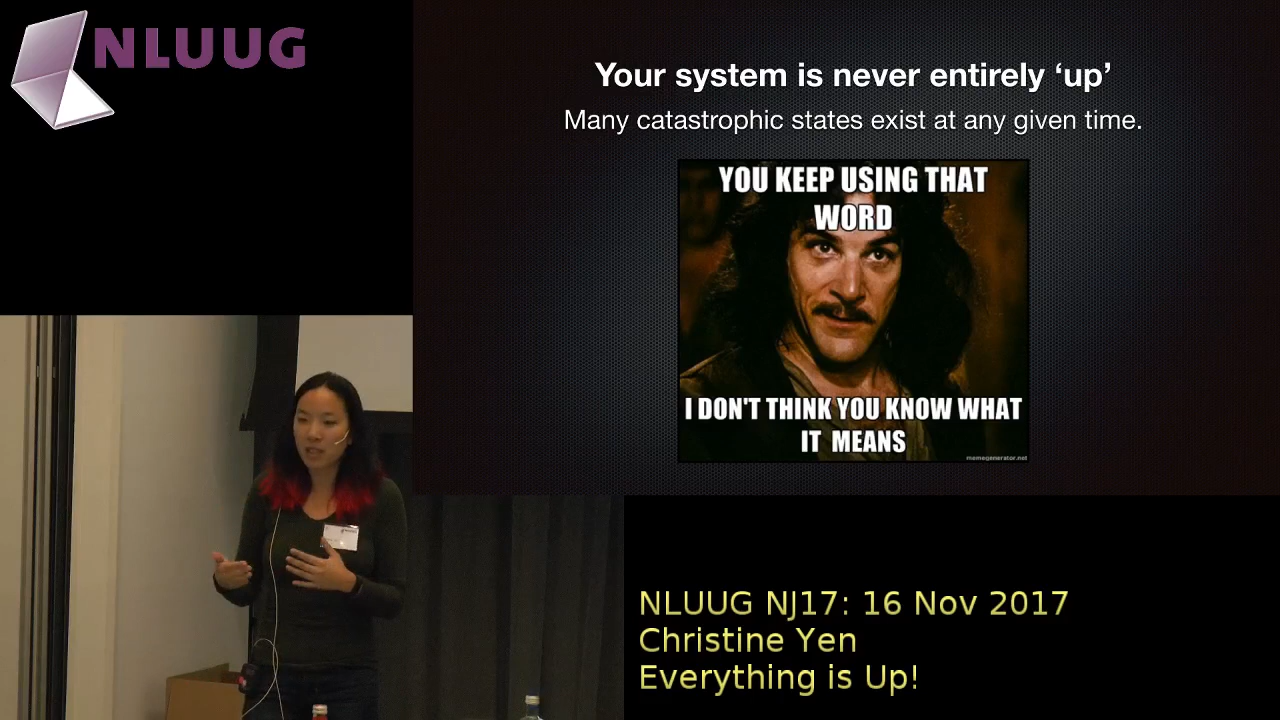 NLUUG
Your system is never entirely ‘up’
Many catastrophic states exist at any given time.
YOU KEEP USING THAT
WORD
I DON'T THINK YOU KNOW WHAT
IT MEANS
memegenerator.net
NLUUG NJ17: 16 Nov 2017
Christine Yen
Everything is Up!